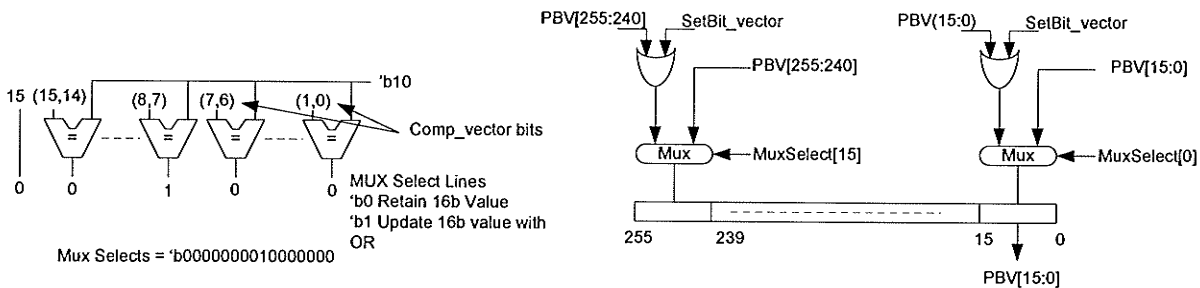 'b10
15 (15,14) (8,7) (7,6) (1,0)
= = = =
Comp_vector bits
0 0 1 0 0
MUX Select Lines
'b0 Retain 16b Value
'b1 Update 16b value with
OR
Mux Selects = 'b0000000010000000
PBV[255:240] SetBit_vector
PBV[255:240]
Mux
MuxSelect[15]
PBV(15:0) SetBit_vector
PBV[15:0]
Mux
MuxSelect[0]
255 239 15 0
PBV[15:0]